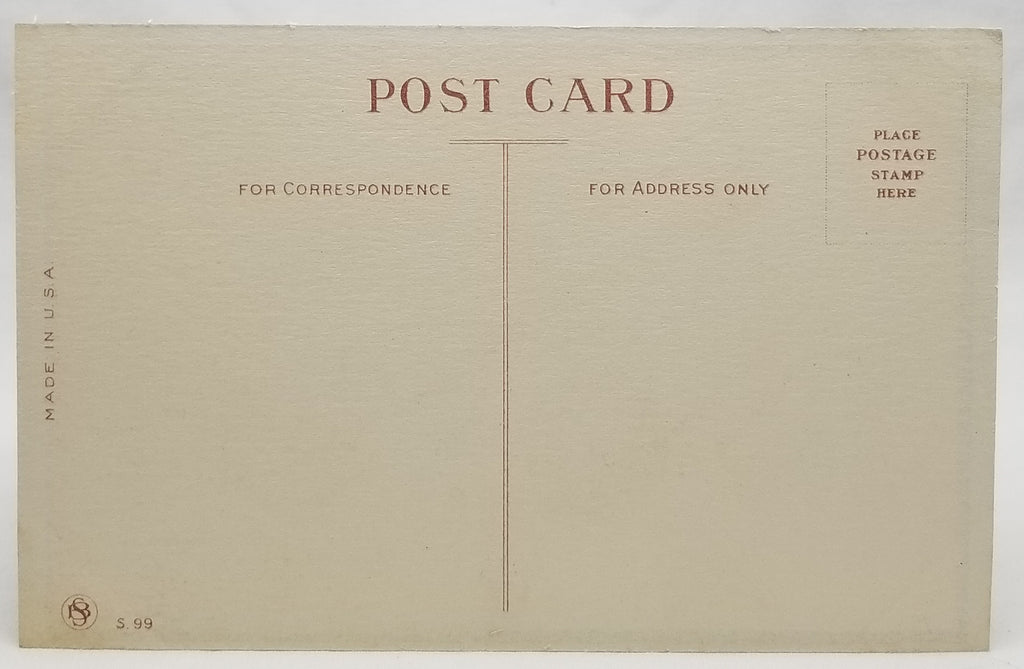 POST CARD
FOR CORRESPONDENCE
FOR ADDRESS ONLY
PLACE
POSTAGE
STAMP
HERE
MADE IN U.S.A.
S. 99